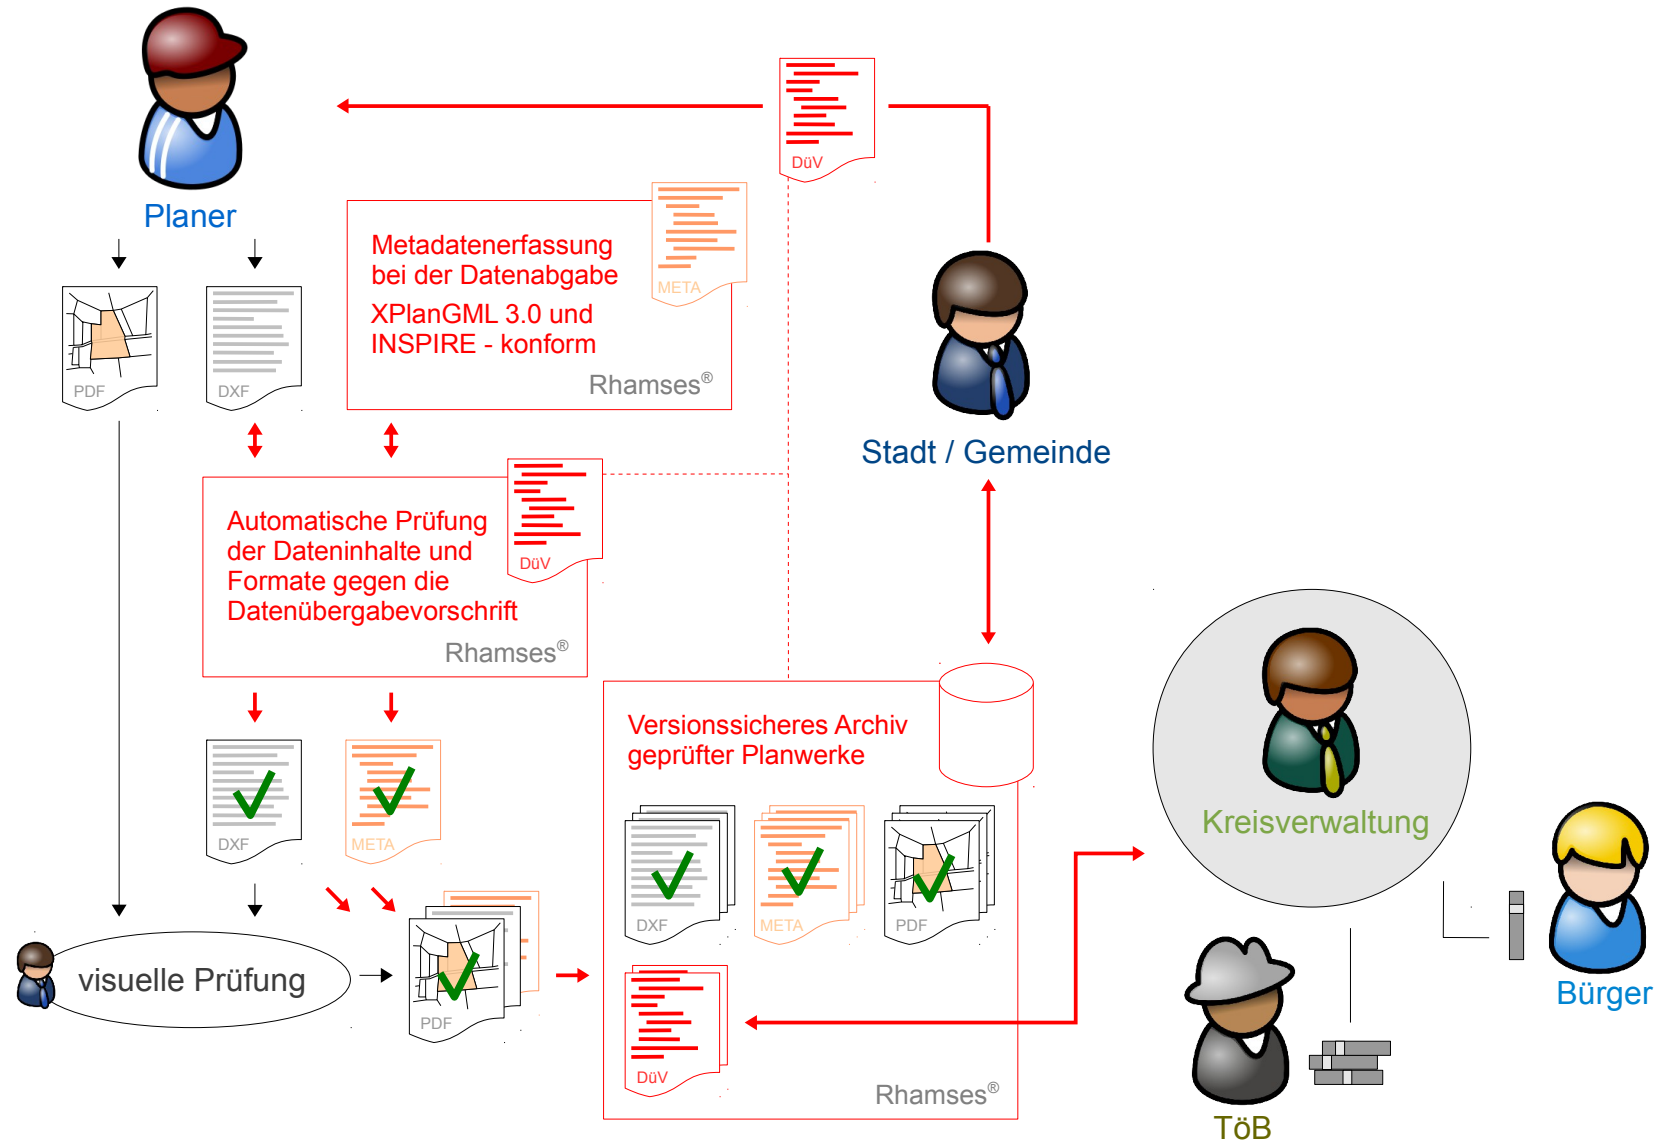 DüV
Planer
Metadatenerfassung
bei der Datenabgabe
XPlanGML 3.0 und
INSPIRE - konform
META
Rhamses®
PDF
DXF
Stadt / Gemeinde
Automatische Prüfung
der Dateninhalte und
Formate gegen die
Datenübergabevorschrift
DüV
Rhamses®
DXF
META
Versionssicheres Archiv
geprüfter Planwerke
DXF
META
PDF
DüV
Rhamses®
visuelle Prüfung
PDF
Kreisverwaltung
Bürger
TöB